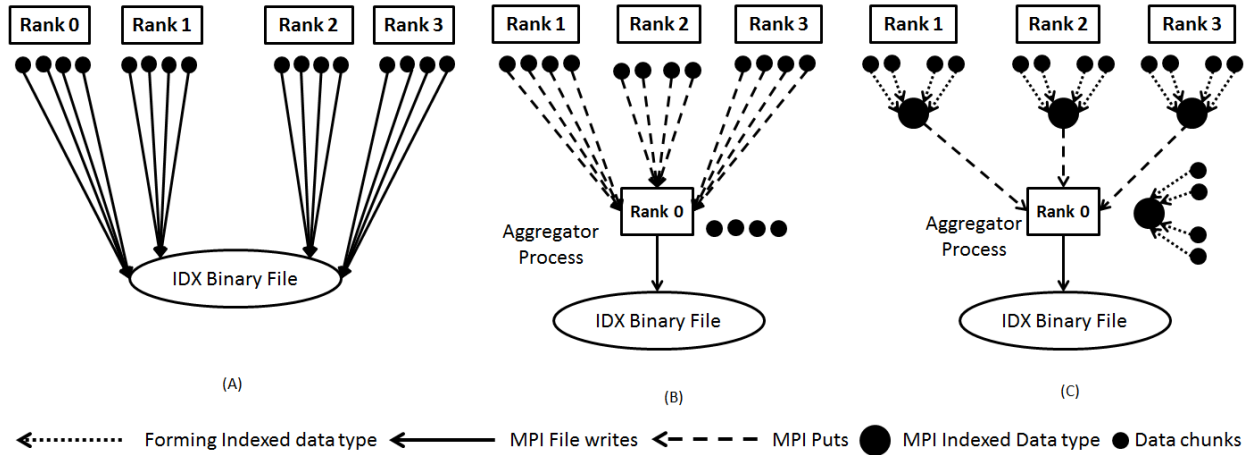 Rank 0
Rank 1
Rank 2
Rank 3
IDX Binary File
(A)
Rank 1
Rank 2
Rank 3
Rank 0
Aggregator
Process
IDX Binary File
(B)
Rank 1
Rank 2
Rank 3
Rank 0
Aggregator
Process
IDX Binary File
(C)
Forming Indexed data type
MPI File writes
MPI Puts
MPI Indexed Data type
Data chunks